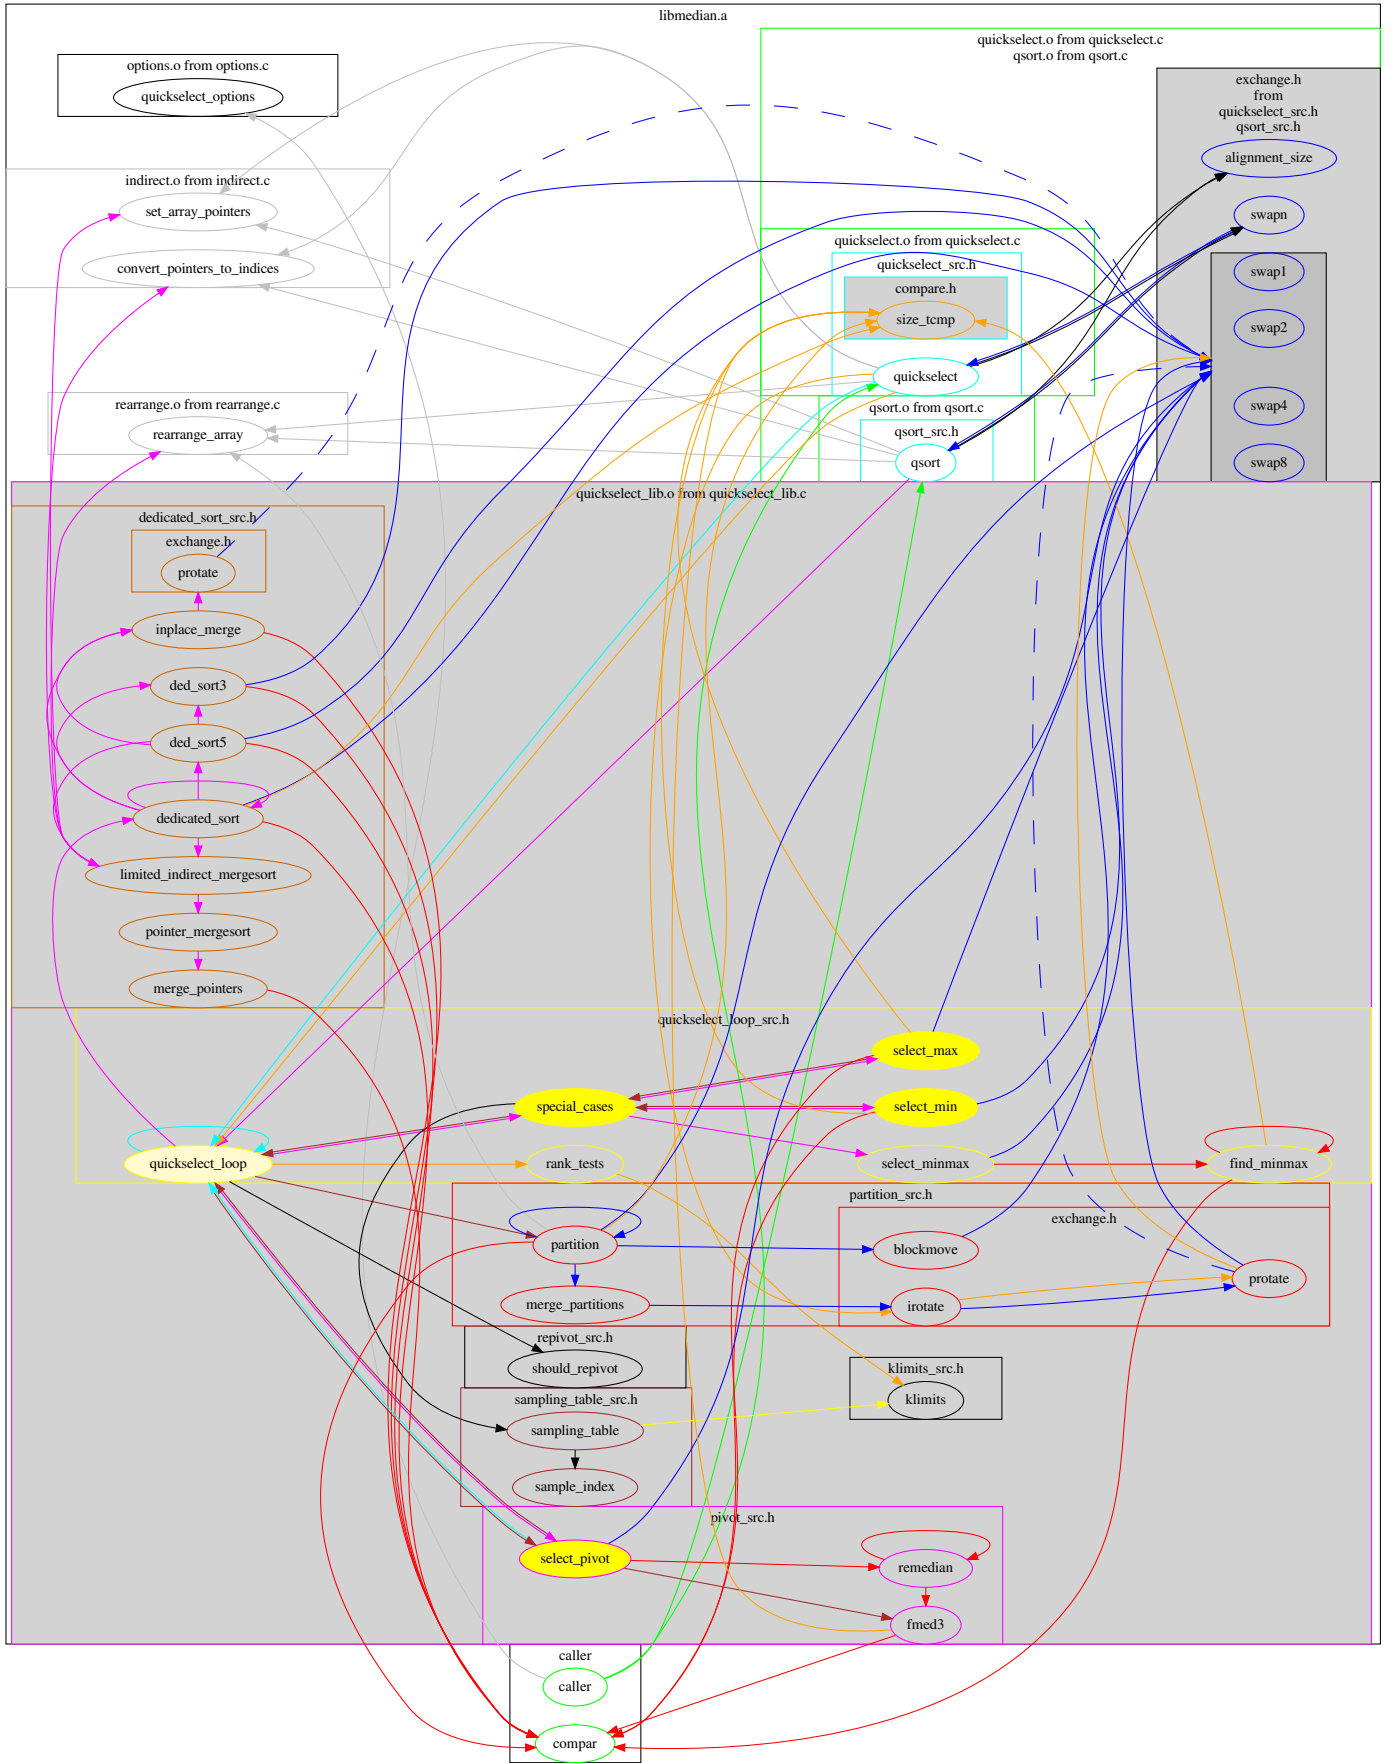 libmedian.a
quickselect.o from quickselect.c
qsort.o from qsort.c
options.o from options.c
quickselect_options
exchange.h
from
quickselect_src.h
qsort_src.h
alignment_size
indirect.o from indirect.c
set_array_pointers
swapn
quickselect.o from quickselect.c
convert_pointers_to_indices
quickselect_src.h
swap1
compare.h
size_tcmp
swap2
quickselect
rearrange.o from rearrange.c
qsort.o from qsort.c
swap4
rearrange_array
qsort_src.h
qsort
swap8
quickselect_lib.o from quickselect_lib.c
dedicated_sort_src.h
exchange.h
protate
inplace_merge
ded_sort3
ded_sort5
dedicated_sort
limited_indirect_mergesort
pointer_mergesort
merge_pointers
quickselect_loop_src.h
select_max
special_cases
select_min
quickselect_loop
rank_tests
select_minmax
find_minmax
partition_src.h
exchange.h
partition
blockmove
protate
merge_partitions
irotate
repivot_src.h
should_repivot
klimits_src.h
klimits
sampling_table_src.h
sampling_table
sample_index
pivot_src.h
select_pivot
remedian
fmed3
caller
caller
compar